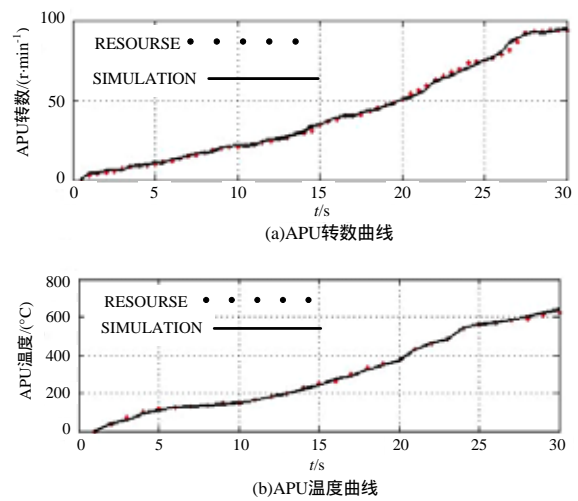 100
50
0
APU转数/(r·min⁻¹)
RESOURSE
SIMULATION
0 5 10 15 20 25 30
t/s
(a)APU转数曲线
800
600
400
200
0
APU温度/(°C)
RESOURSE
SIMULATION
0 5 10 15 20 25 30
t/s
(b)APU温度曲线